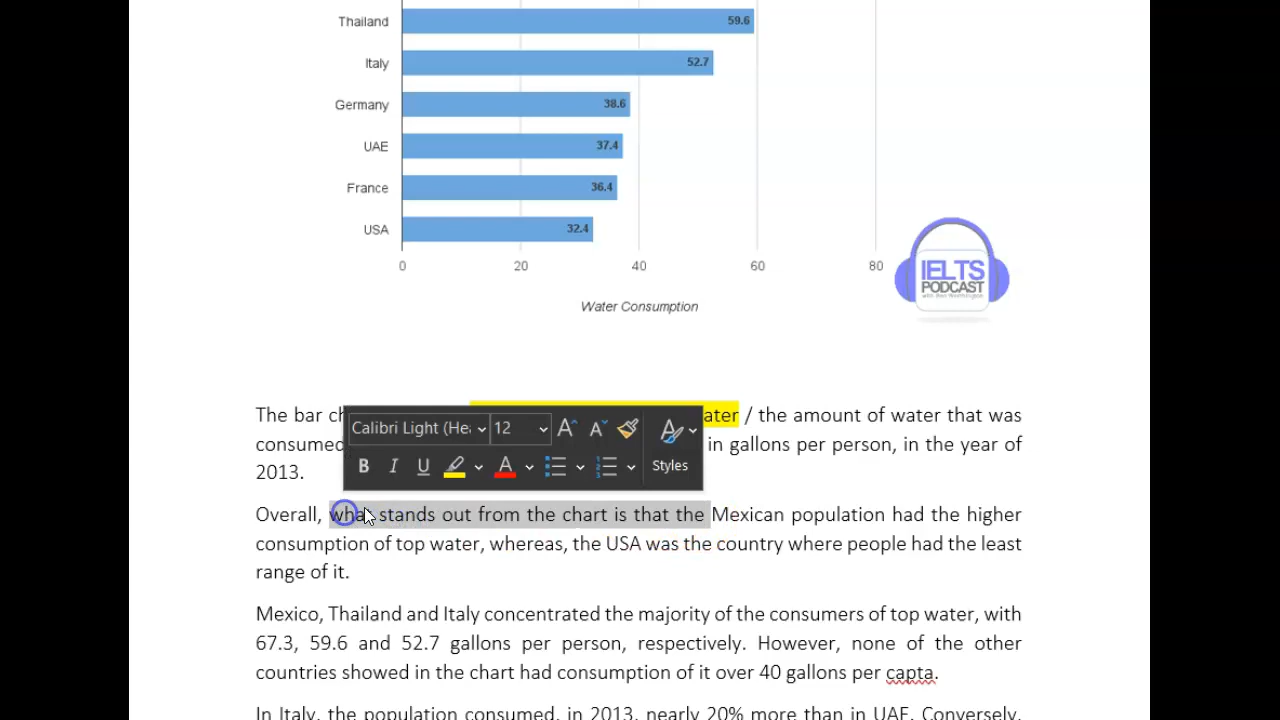 Thailand 59.6
Italy 52.7
Germany 38.6
UAE 37.4
France 36.4
USA 32.4
0 20 40 60 80
Water Consumption
IELTS
PODCAST
The bar ch ater / the amount of water that was
consumed in gallons per person, in the year of
2013.
Calibri Light (Hea 12
B I U A Styles
Overall, what stands out from the chart is that the Mexican population had the higher
consumption of top water, whereas, the USA was the country where people had the least
range of it.
Mexico, Thailand and Italy concentrated the majority of the consumers of top water, with
67.3, 59.6 and 52.7 gallons per person, respectively. However, none of the other
countries showed in the chart had consumption of it over 40 gallons per capta.
In Italy, the population consumed, in 2013, nearly 20% more than in UAE. Conversely,